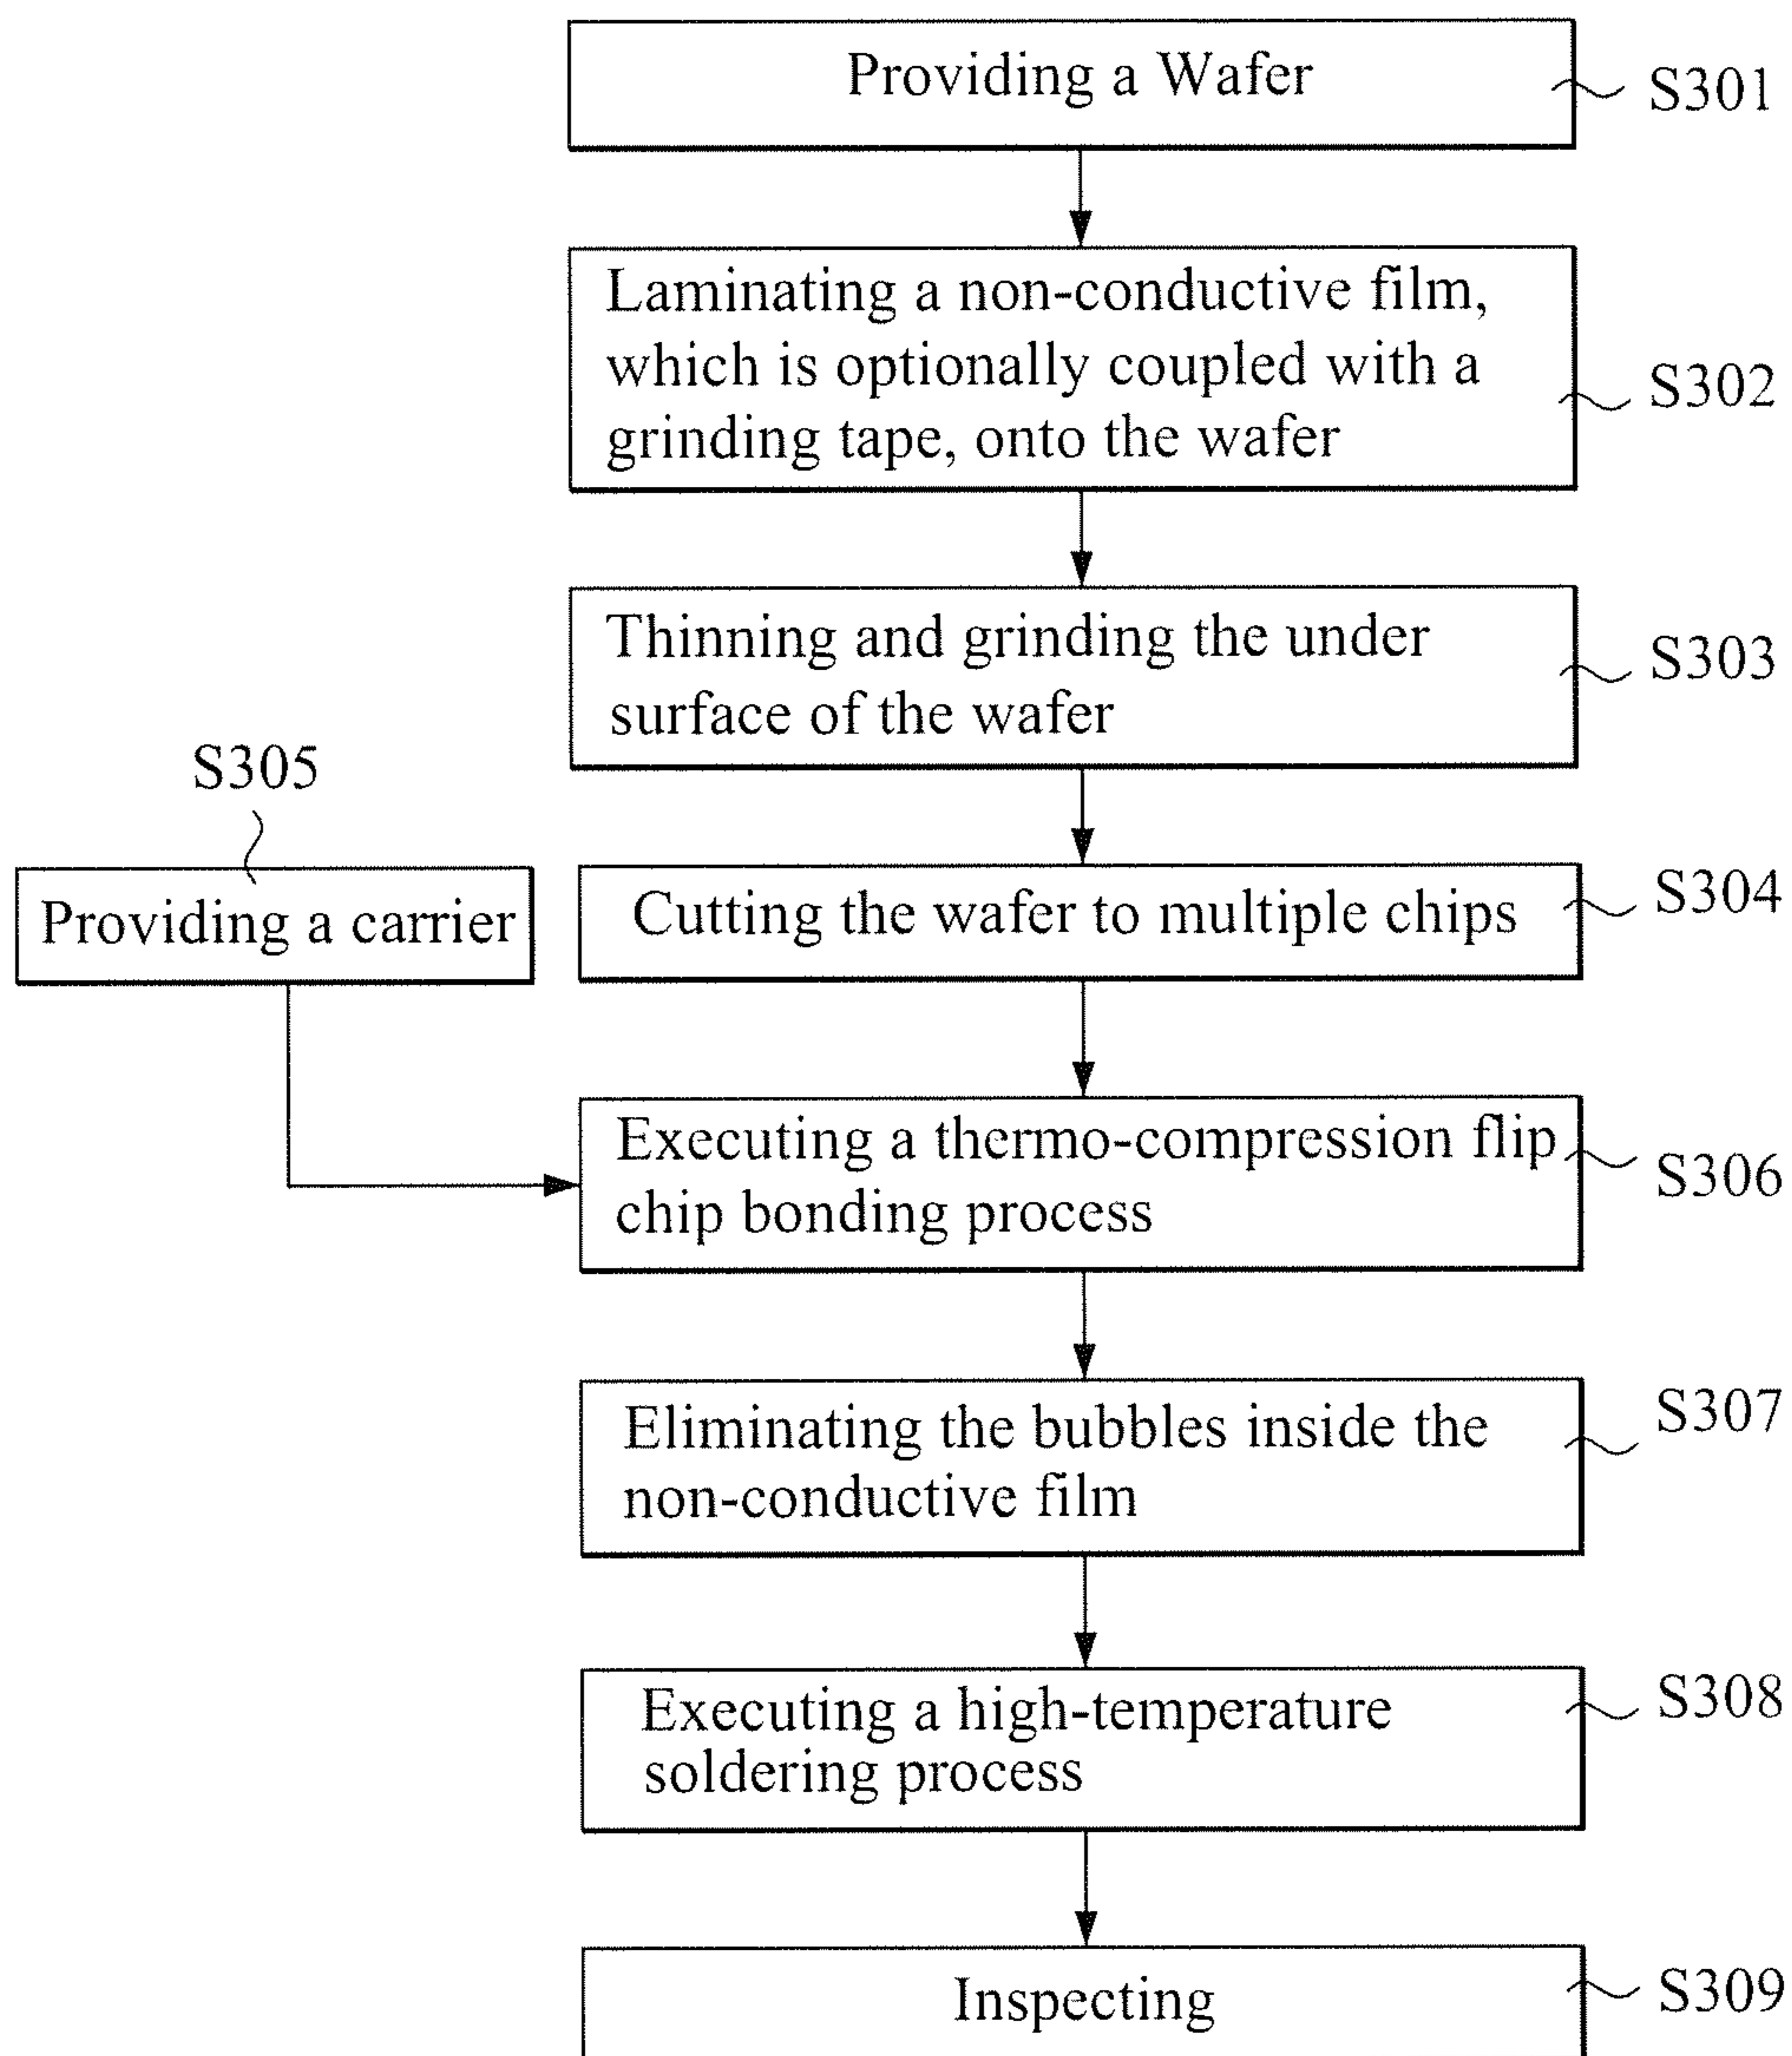 Providing a Wafer
S301
Laminating a non-conductive film,
which is optionally coupled with a
grinding tape, onto the wafer
S302
Thinning and grinding the under
surface of the wafer
S303
S305
Providing a carrier
Cutting the wafer to multiple chips
S304
Executing a thermo-compression flip
chip bonding process
S306
Eliminating the bubbles inside the
non-conductive film
S307
Executing a high-temperature
soldering process
S308
Inspecting
S309